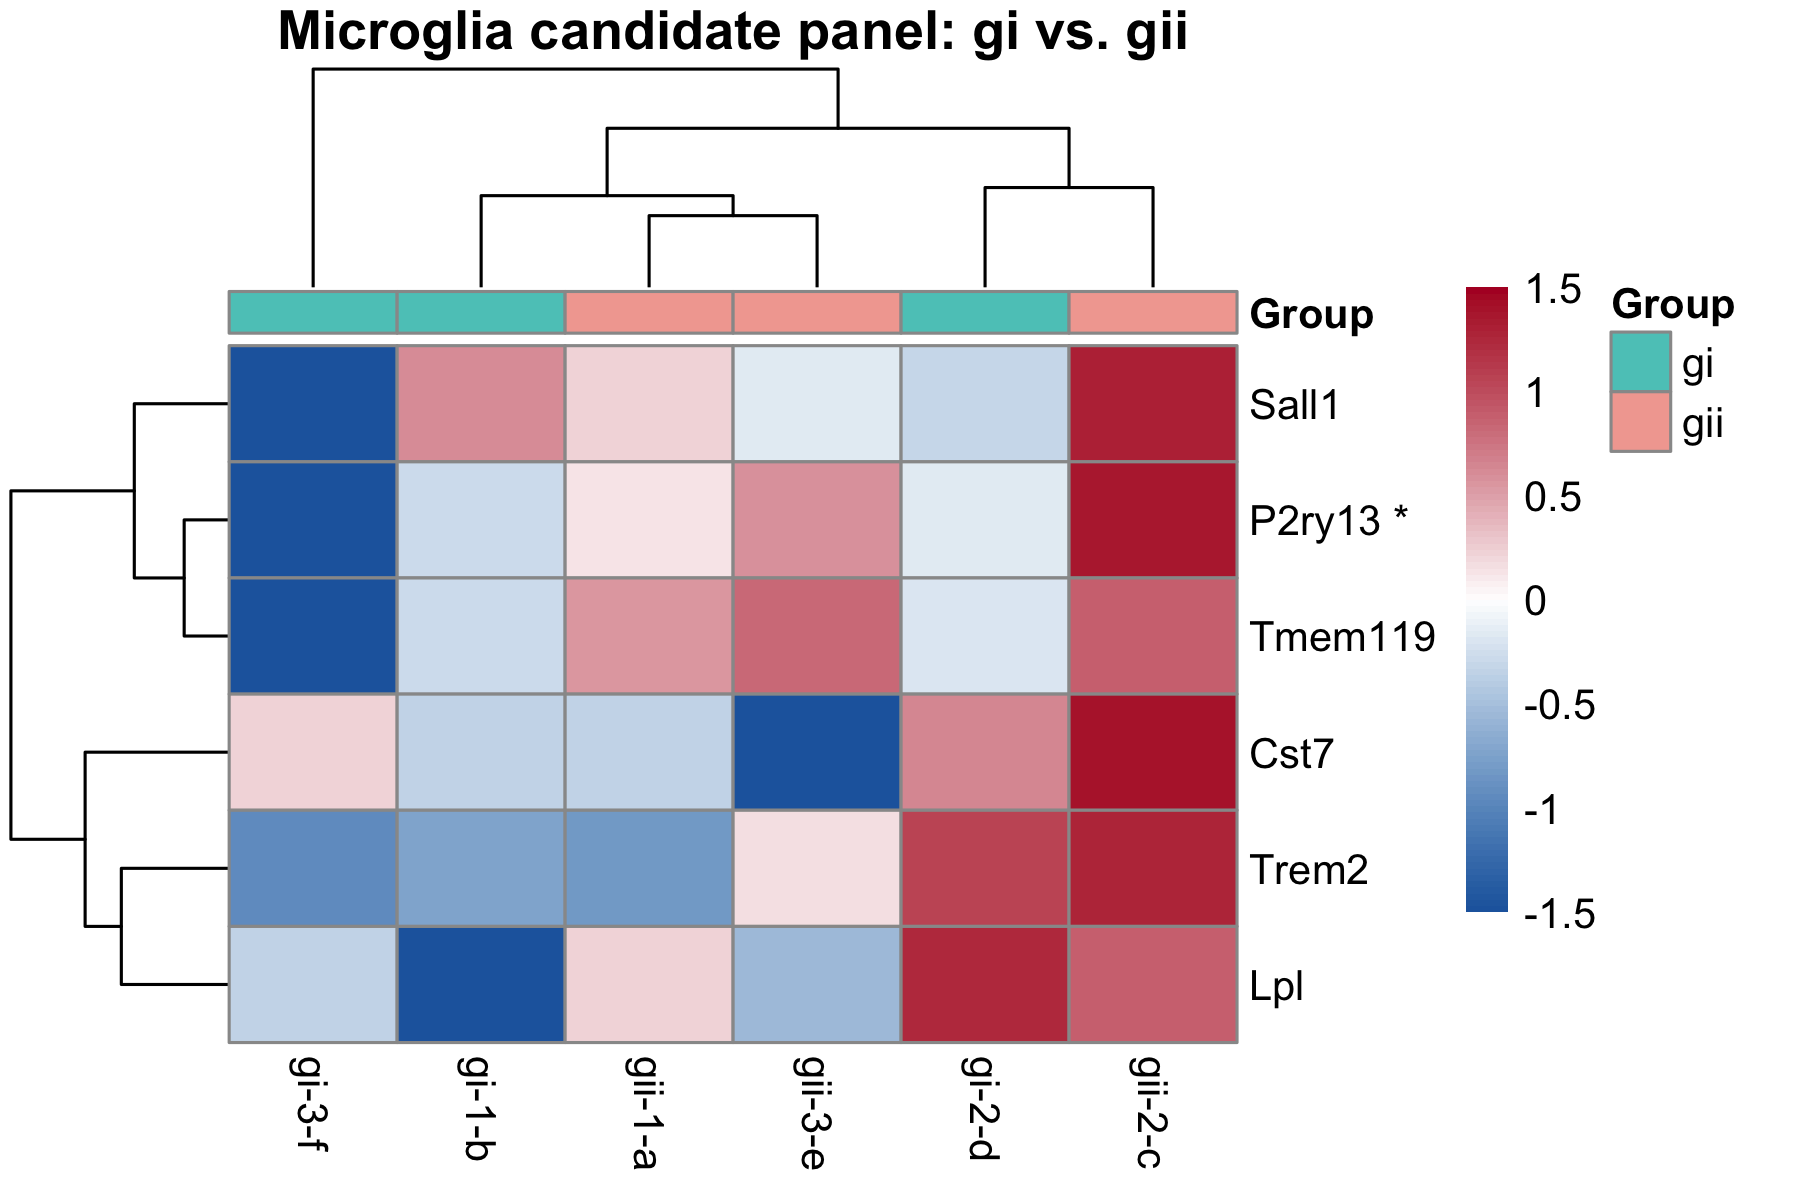 Microglia candidate panel: gi vs. gii
Group
Sall1
P2ry13 *
Tmem119
Cst7
Trem2
Lpl
gi-3-f
gi-1-b
gii-1-a
gii-3-e
gi-2-d
gii-2-c
1.5
1
0.5
0
-0.5
-1
-1.5
Group
gi
gii